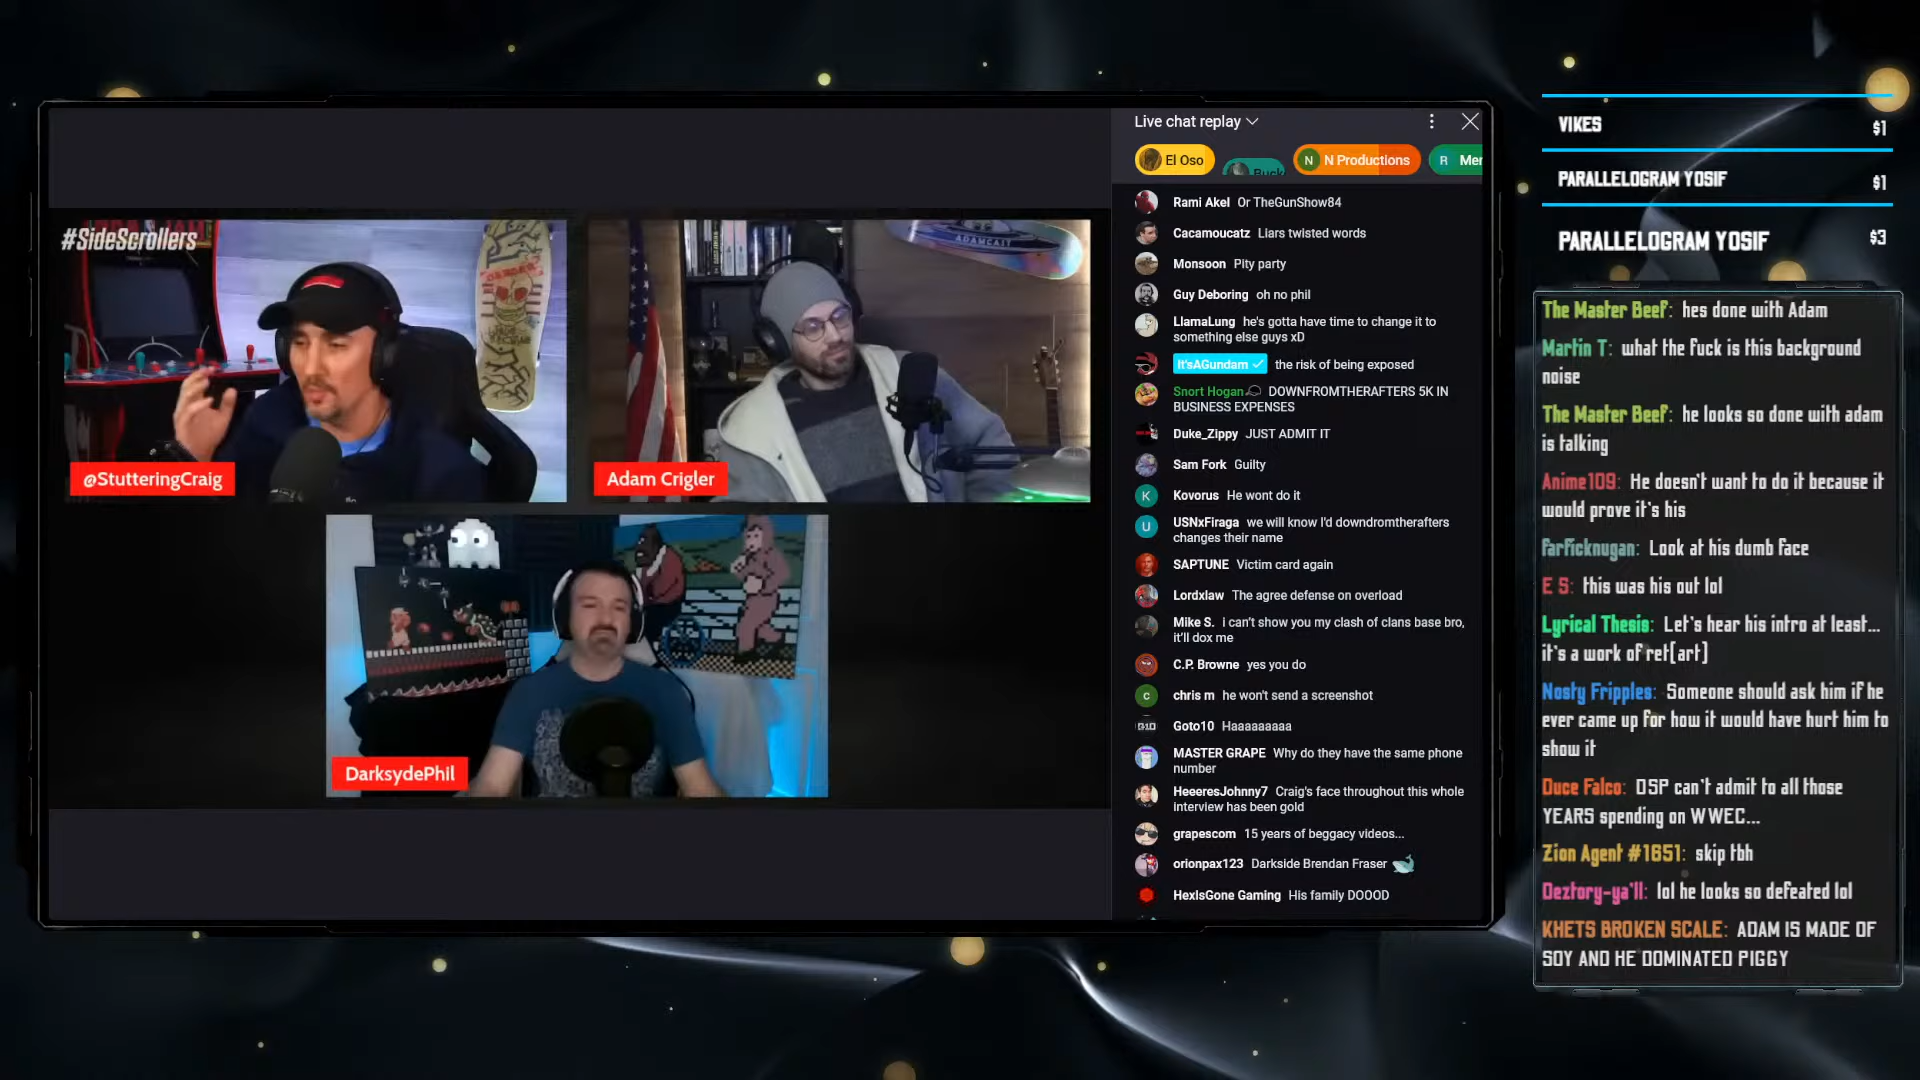 #SideScrollers
ADAMCAST
@StutteringCraig
Adam Crigler
DarksydePhil
Live chat replay
El Oso
Buck
N
N Productions
R
Mer
Rami Akel Or TheGunShow84
Cacamoucatz Liars twisted words
Monsoon Pity party
Guy Deboring oh no phil
LlamaLung he's gotta have time to change it to
something else guys xD
It'sAGundam the risk of being exposed
Snort Hogan DOWNFROMTHERAFTERS 5K IN
BUSINESS EXPENSES
Duke_Zippy JUST ADMIT IT
Sam Fork Guilty
K
Kovorus He wont do it
U
USNxFiraga we will know I'd downdromtherafters
changes their name
SAPTUNE Victim card again
Lordxlaw The agree defense on overload
Mike S. i can't show you my clash of clans base bro,
it'll dox me
C.P. Browne yes you do
c
chris m he won't send a screenshot
Goto10 Haaaaaaaaa
MASTER GRAPE Why do they have the same phone
number
HeeeresJohnny7 Craig's face throughout this whole
interview has been gold
grapescom 15 years of beggacy videos...
orionpax123 Darkside Brendan Fraser
HexIsGone Gaming His family DOOOD
VIKES
$1
PARALLELOGRAM YOSIF
$1
PARALLELOGRAM YOSIF
$3
The Master Beef: hes done with Adam
Martin T: what the fuck is this background
noise
The Master Beef: he looks so done with adam
is talking
Anime109: He doesn't want to do it because it
would prove it's his
farficknugan: Look at his dumb face
E S: this was his out lol
Lyrical Thesis: Let's hear his intro at least...
it's a work of ret[art]
Nosty Fripples: Someone should ask him if he
ever came up for how it would have hurt him to
show it
Duce Falco: DSP can't admit to all those
YEARS spending on WWEC...
Zion Agent #1651: skip tbh
Deztory-ya'll: lol he looks so defeated lol
KHETS BROKEN SCALE: ADAM IS MADE OF
SOY AND HE DOMINATED PIGGY